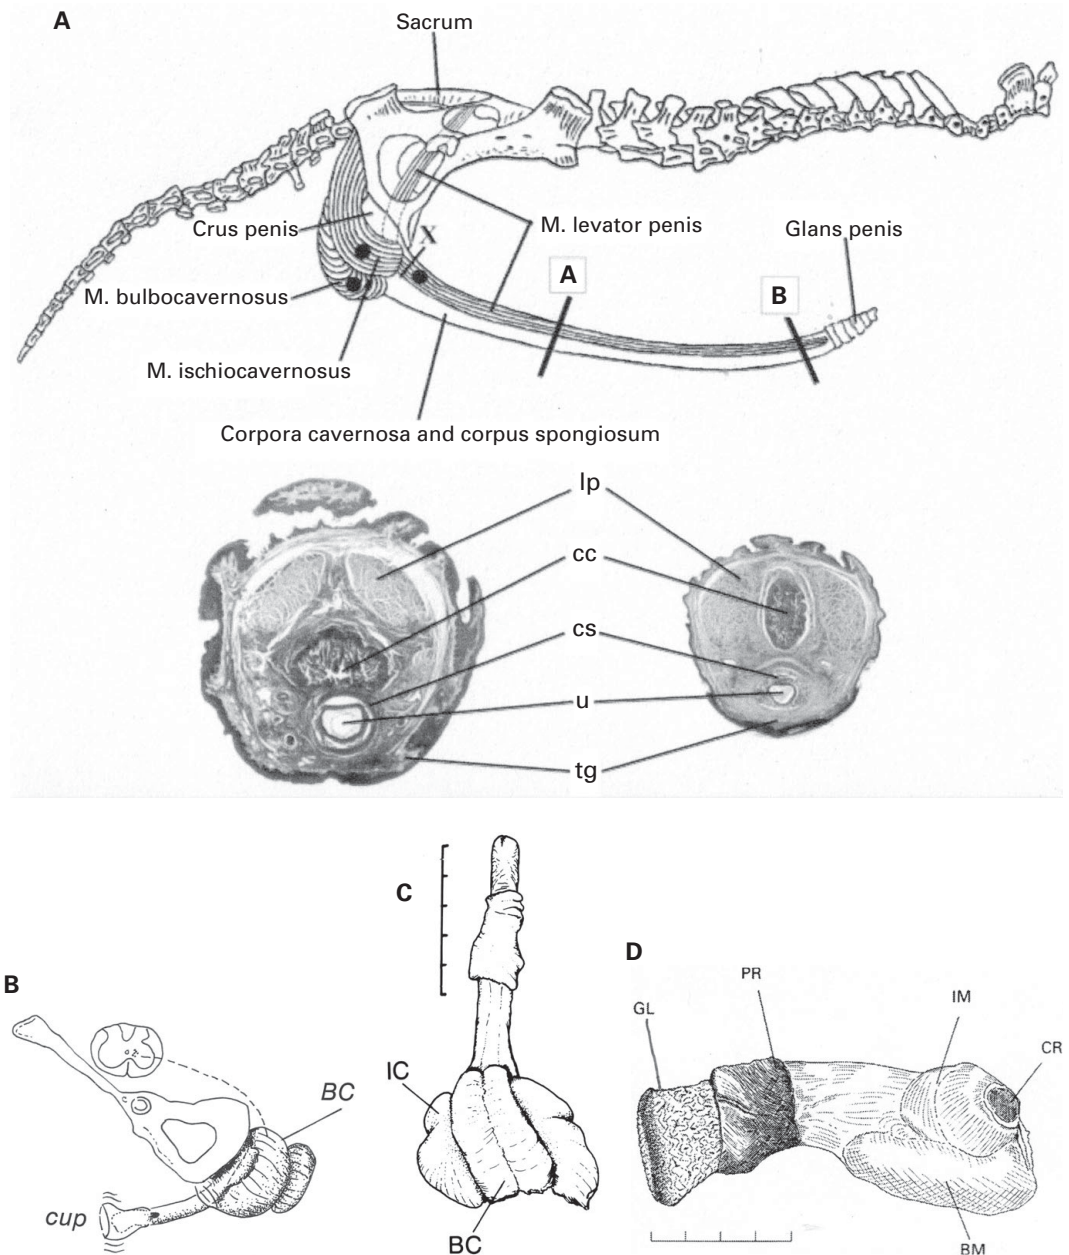 A
Sacrum
Crus penis
X
M. levator penis
Glans penis
A
B
M. bulbocavernosus
M. ischiocavernosus
Corpora cavernosa and corpus spongiosum
lp
cc
cs
u
tg
C
D
B
PR
GL
IM
CR
IC
BC
cup
BC
BM